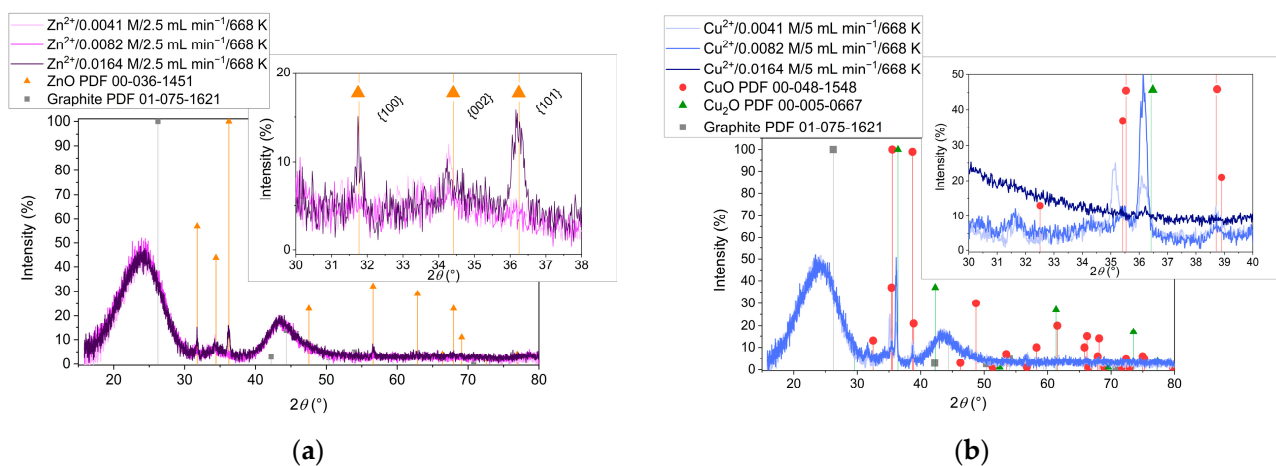 Zn²⁺/0.0041 M/2.5 mL min⁻¹/668 K
Zn²⁺/0.0082 M/2.5 mL min⁻¹/668 K
Zn²⁺/0.0164 M/2.5 mL min⁻¹/668 K
ZnO PDF 00-036-1451
Graphite PDF 01-075-1621
100
90
80
70
60
50
40
30
20
10
0
Intensity (%)
20 30 40 50 60 70 80
2θ (°)
20
10
0
Intensity (%)
{100} {002} {101}
30 31 32 33 34 35 36 37 38
2θ (°)
(a)
Cu²⁺/0.0041 M/5 mL min⁻¹/668 K
Cu²⁺/0.0082 M/5 mL min⁻¹/668 K
Cu²⁺/0.0164 M/5 mL min⁻¹/668 K
CuO PDF 00-048-1548
Cu₂O PDF 00-005-0667
Graphite PDF 01-075-1621
100
90
80
70
60
50
40
30
20
10
0
Intensity (%)
20 30 40 50 60 70 80
2θ (°)
50
40
30
20
10
0
Intensity (%)
30 31 32 33 34 35 36 37 38 39 40
2θ (°)
(b)